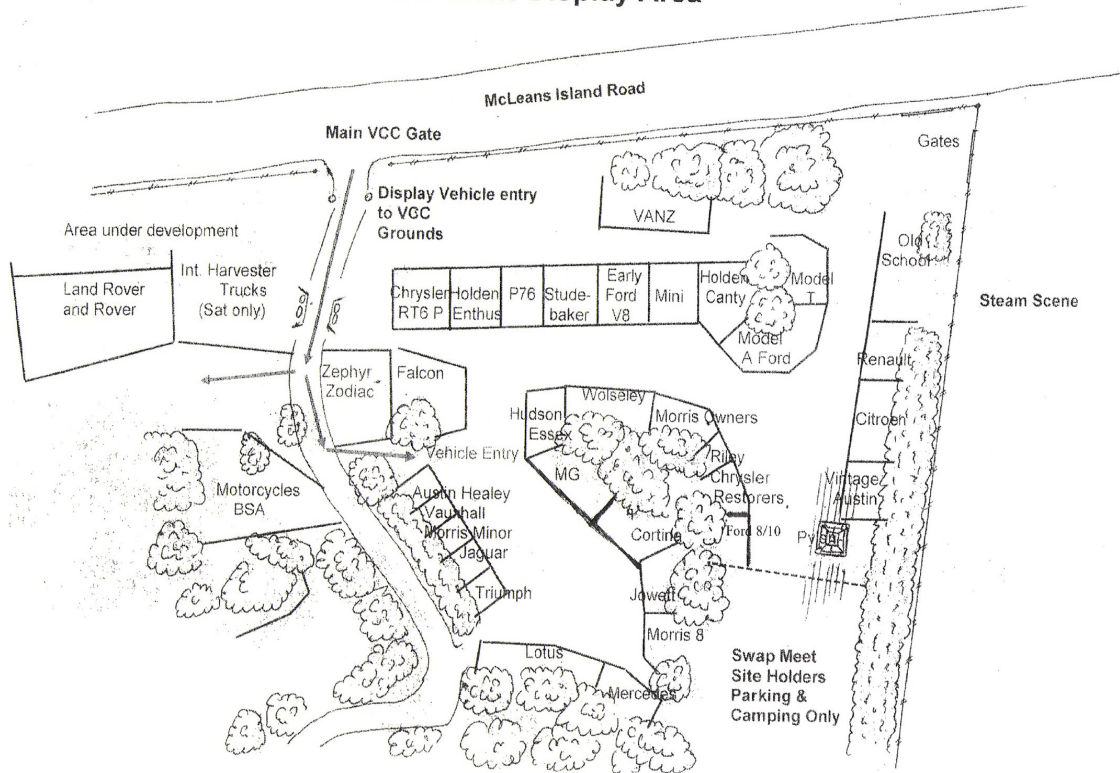 Display Area
McLeans Island Road
Main VCC Gate
Gates
Display Vehicle entry
to VCC
Grounds
VANZ
Area under development
Old
School
Int. Harvester
Trucks
(Sat only)
Land Rover
and Rover
Chrysler
RT6 P
Holden
Enthus
P76
Stude-
baker
Early
Ford
V8
Mini
Holden
Canty
Model
T
Model
A Ford
Steam Scene
Renault
Zephyr
Zodiac
Falcon
Citroen
Hudson
Essex
Wolseley
Morris Owners
Riley
Chrysler
Restorers
MG
Vehicle Entry
Vintage
Austin
Motorcycles
BSA
Austin Healey
Vauxhall
Morris Minor
Jaguar
Triumph
Cortina
Ford 8/10
Jowett
Morris 8
Lotus
Mercedes
Swap Meet
Site Holders
Parking &
Camping Only